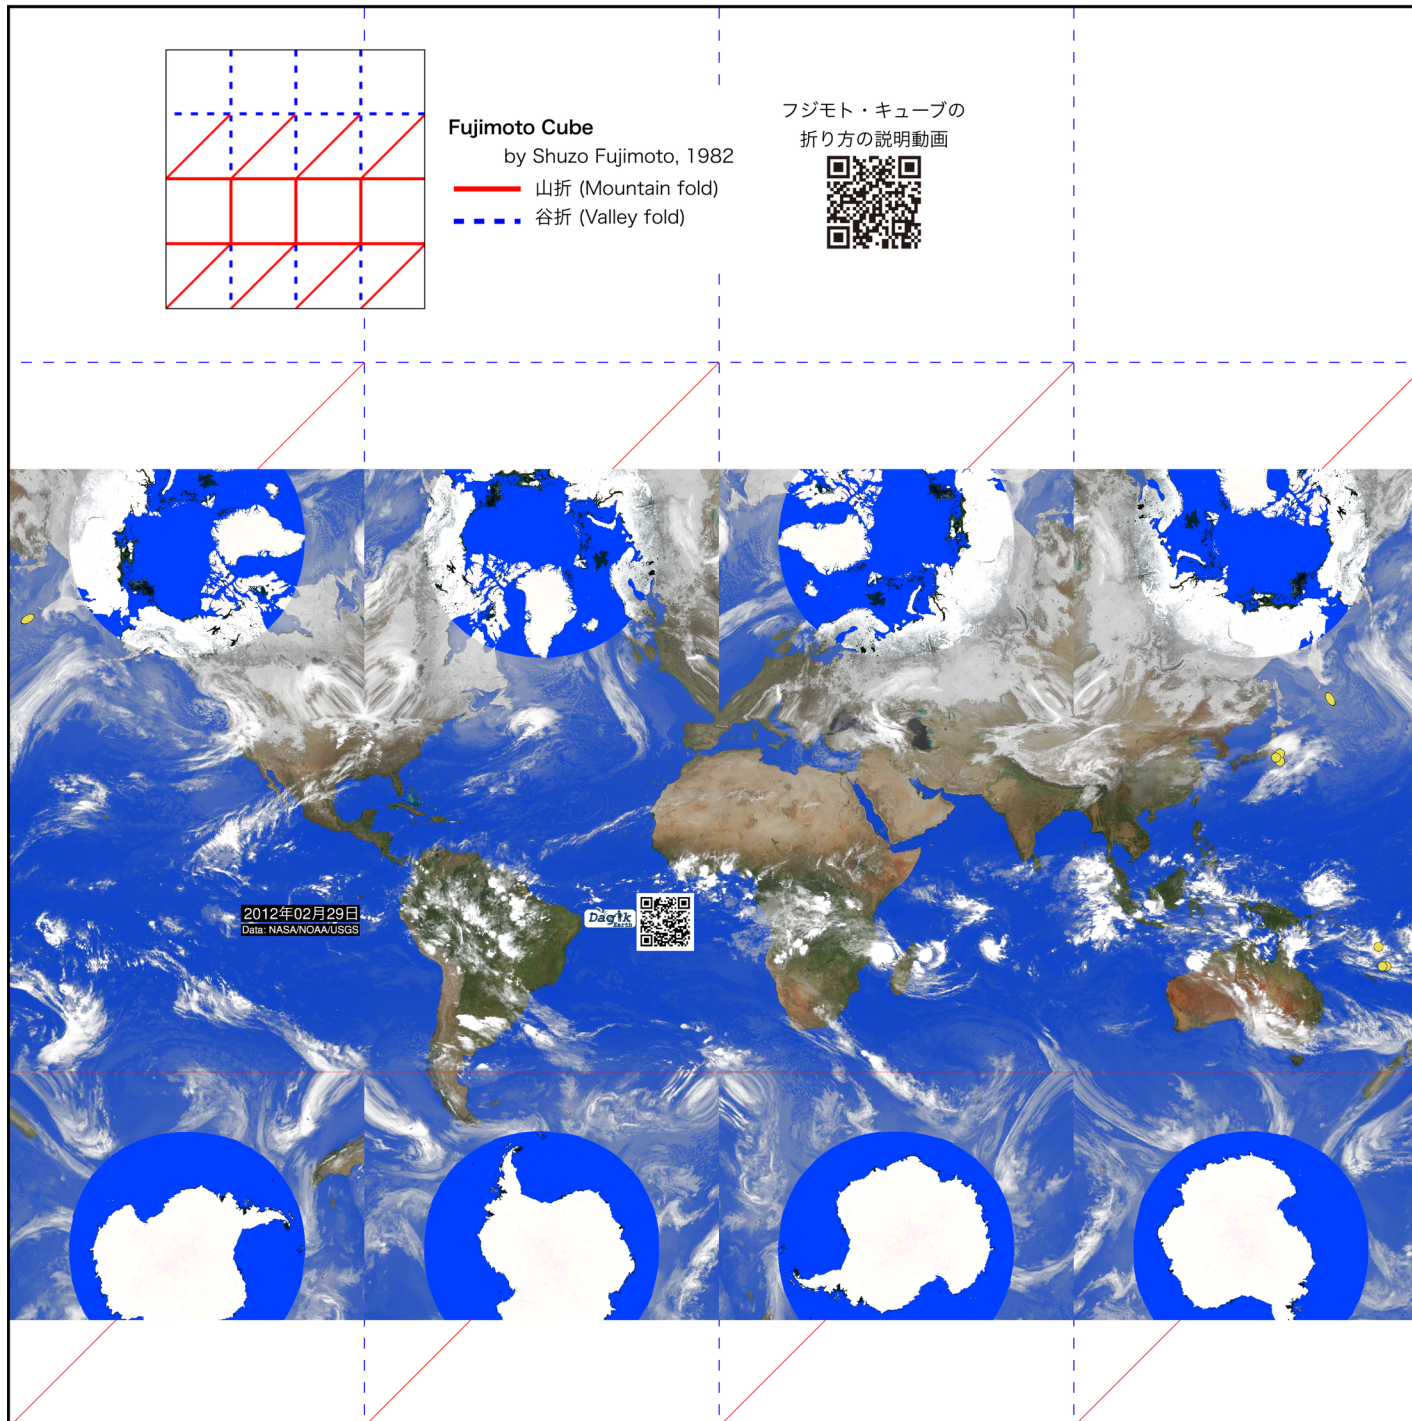 Fujimoto Cube
by Shuzo Fujimoto, 1982
山折 (Mountain fold)
谷折 (Valley fold)
フジモト・キューブの
折り方の説明動画
2012年02月29日
Data: NASA/NOAA/USGS
Dagik
Earth